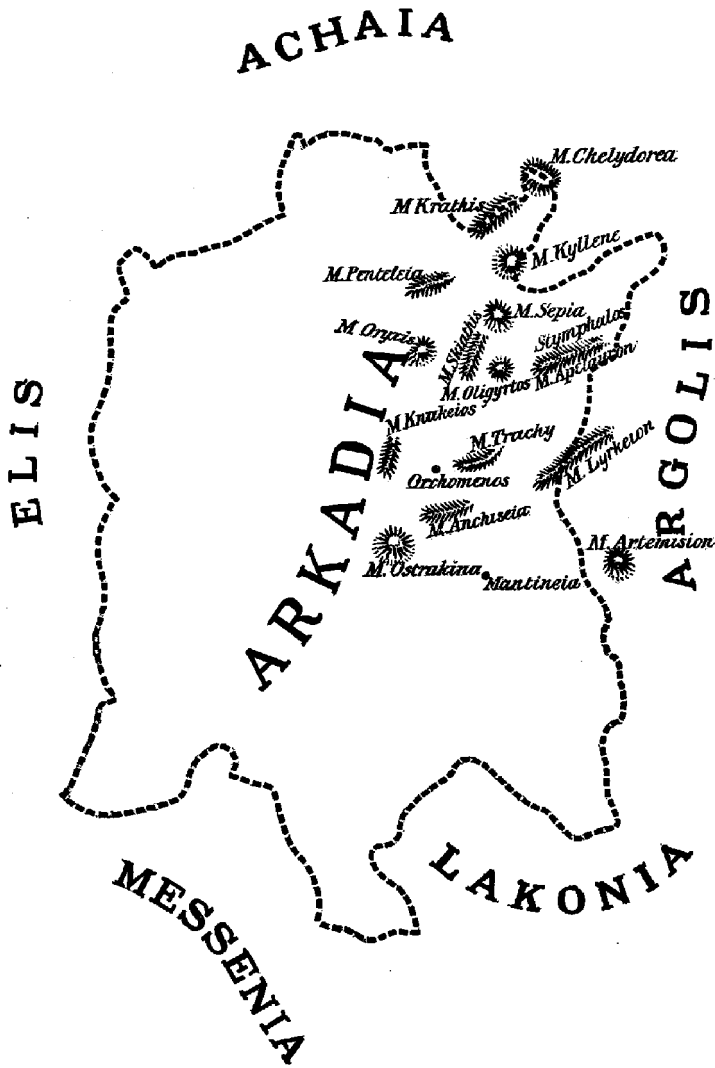 ACHAIA
M. Chelydorea
M Krathis
M. Kyllene
M. Penteleia
M. Sepia
M. Oryxis
Stymphalos
M. Skiathis
M. Oligyrtos
M. Apelauron
M. Knakeios
M. Trachy
Orchomenos
M. Lyrkeion
M. Anchiseia
M. Artemision
M. Ostrakina
Mantineia
ARKADIA
ELIS
ARGOLIS
LAKONIA
MESSENIA